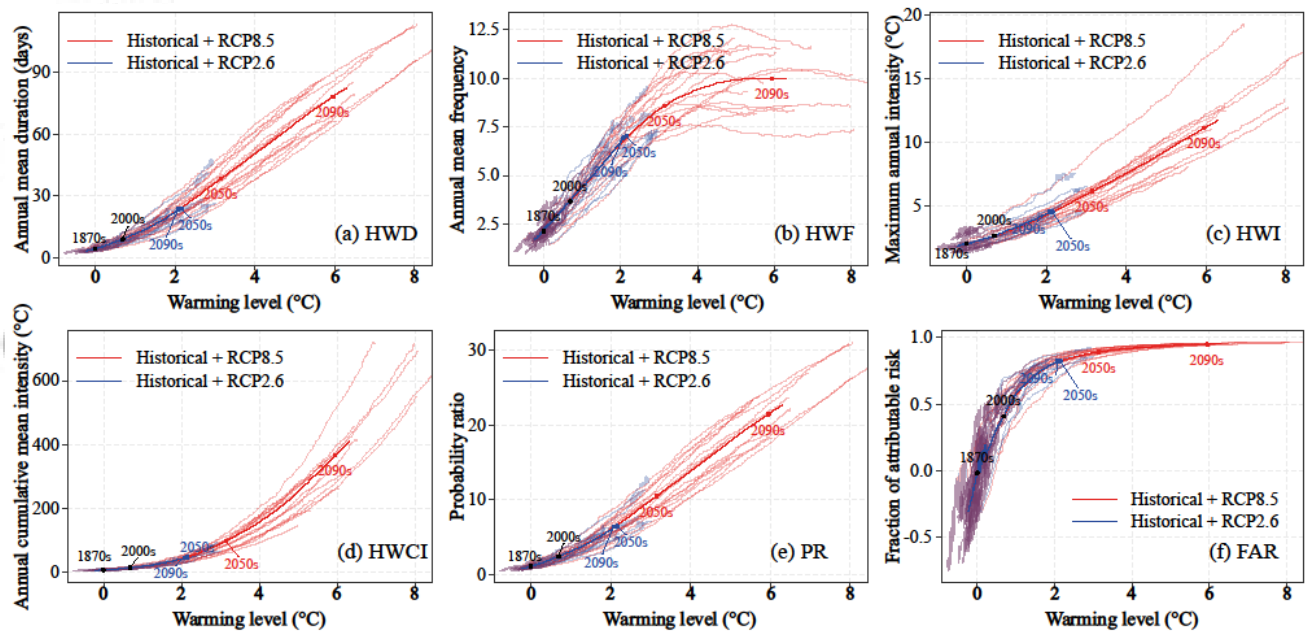 Annual mean duration (days)
90
60
30
0
Historical + RCP8.5
Historical + RCP2.6
1870s
2000s
2090s
2050s
2050s
2090s
(a) HWD
0 2 4 6 8
Warming level (°C)
Annual mean frequency
12.5
10.0
7.5
5.0
2.5
Historical + RCP8.5
Historical + RCP2.6
2090s
2050s
2050s
2090s
2000s
1870s
(b) HWF
0 2 4 6 8
Warming level (°C)
Maximum annual intensity (°C)
20
15
10
5
Historical + RCP8.5
Historical + RCP2.6
2090s
2050s
2000s
2090s
2050s
1870s
(c) HWI
0 2 4 6 8
Warming level (°C)
Annual cumulative mean intensity (°C)
600
400
200
0
Historical + RCP8.5
Historical + RCP2.6
2090s
1870s
2000s
2050s
2090s
2050s
(d) HWCI
0 2 4 6 8
Warming level (°C)
Probability ratio
30
20
10
0
Historical + RCP8.5
Historical + RCP2.6
2090s
2050s
1870s
2000s
2050s
2090s
(e) PR
0 2 4 6 8
Warming level (°C)
Fraction of attributable risk
1.0
0.5
0.0
-0.5
2090s
2050s
2090s
2050s
2000s
1870s
Historical + RCP8.5
Historical + RCP2.6
(f) FAR
0 2 4 6 8
Warming level (°C)